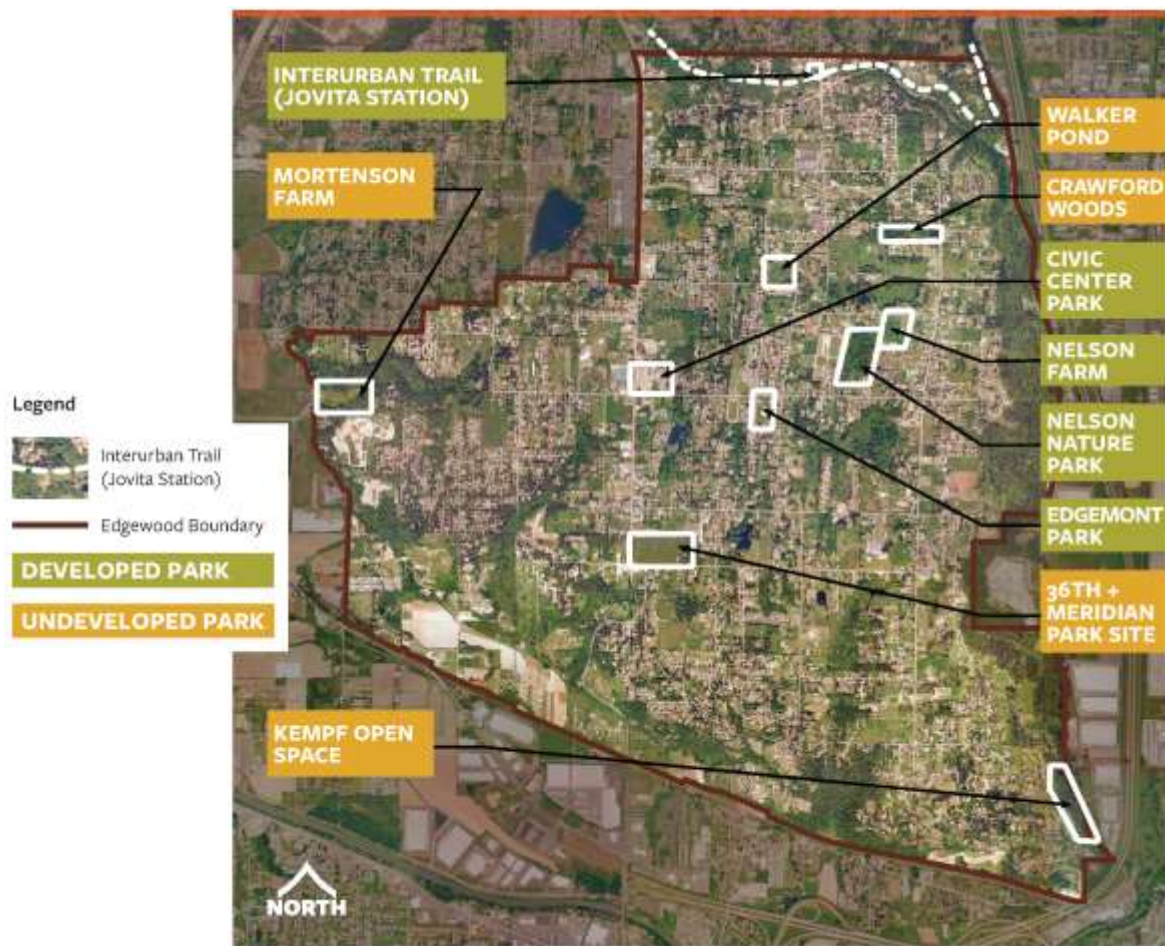 INTERURBAN TRAIL
(JOVITA STATION)
MORTENSON
FARM
WALKER
POND
CRAWFORD
WOODS
CIVIC
CENTER
PARK
NELSON
FARM
NELSON
NATURE
PARK
EDGEMONT
PARK
36TH +
MERIDIAN
PARK SITE
KEMPF OPEN
SPACE
Legend
Interurban Trail
(Jovita Station)
Edgewood Boundary
DEVELOPED PARK
UNDEVELOPED PARK
NORTH